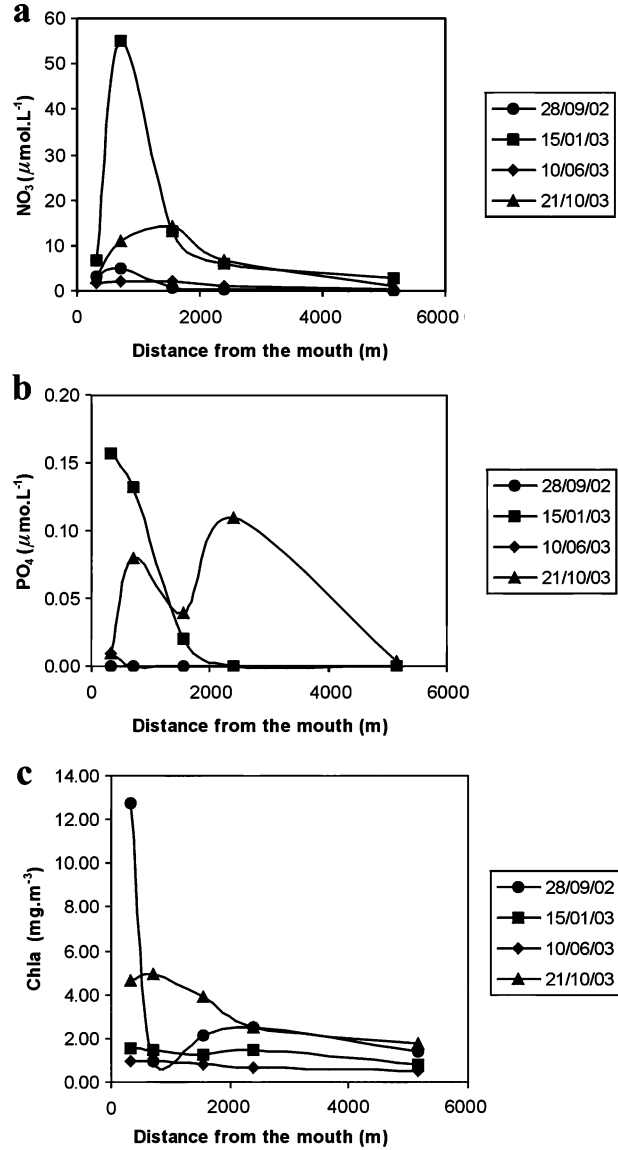 a
60
50
40
30
20
10
0
NO3 (μmol.L-1)
0 2000 4000 6000
Distance from the mouth (m)
28/09/02
15/01/03
10/06/03
21/10/03
b
0.20
0.15
0.10
0.05
0.00
PO4 (μmo.L-1)
0 2000 4000 6000
Distance from the mouth (m)
28/09/02
15/01/03
10/06/03
21/10/03
c
14.00
12.00
10.00
8.00
6.00
4.00
2.00
0.00
Chla (mg.m-3)
0 2000 4000 6000
Distance from the mouth (m)
28/09/02
15/01/03
10/06/03
21/10/03